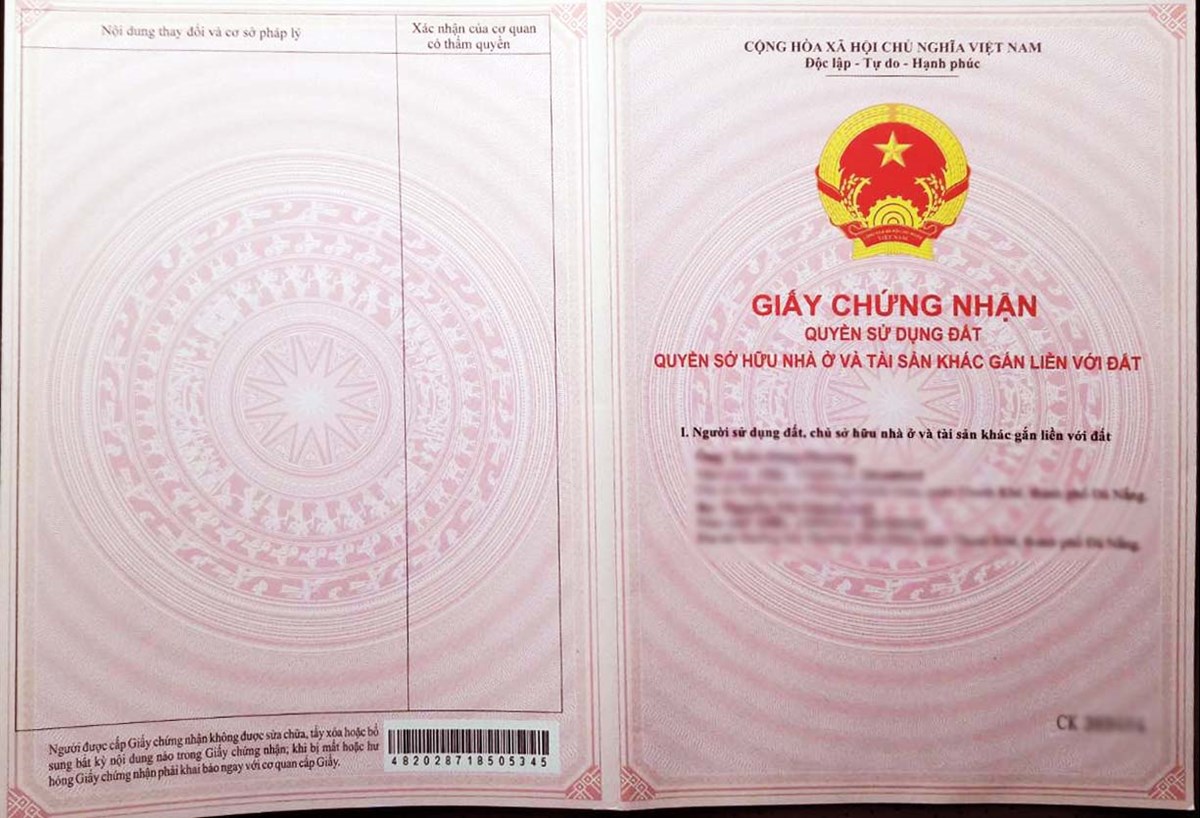 Nội dung thay đổi và cơ sở pháp lý
Xác nhận của cơ quan
có thẩm quyền
Người được cấp Giấy chứng nhận không được sửa chữa, tẩy xóa hoặc bổ
sung bất kỳ nội dung nào trong Giấy chứng nhận; khi bị mất hoặc hư
hỏng Giấy chứng nhận phải khai báo ngay với cơ quan cấp Giấy.
482028718505345
CỘNG HÒA XÃ HỘI CHỦ NGHĨA VIỆT NAM
Độc lập - Tự do - Hạnh phúc
VIỆT NAM
GIẤY CHỨNG NHẬN
QUYỀN SỬ DỤNG ĐẤT
QUYỀN SỞ HỮU NHÀ Ở VÀ TÀI SẢN KHÁC GẮN LIỀN VỚI ĐẤT
I. Người sử dụng đất, chủ sở hữu nhà ở và tài sản khác gắn liền với đất
CK